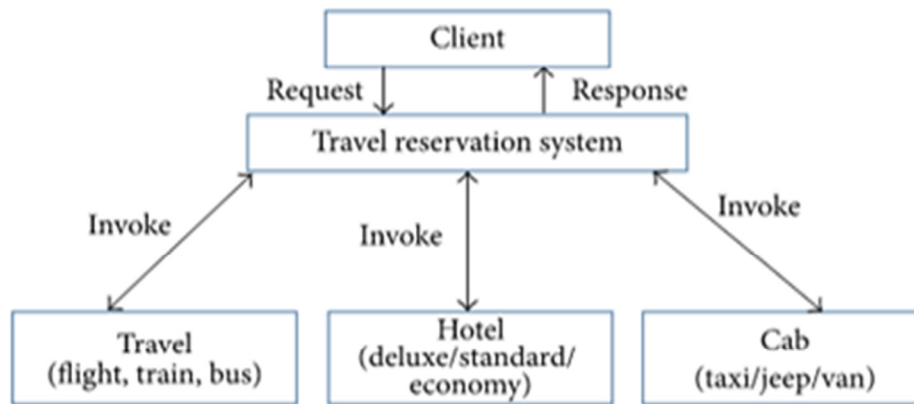 Client
Request
Response
Travel reservation system
Invoke
Invoke
Invoke
Travel
(flight, train, bus)
Hotel
(deluxe/standard/
economy)
Cab
(taxi/jeep/van)